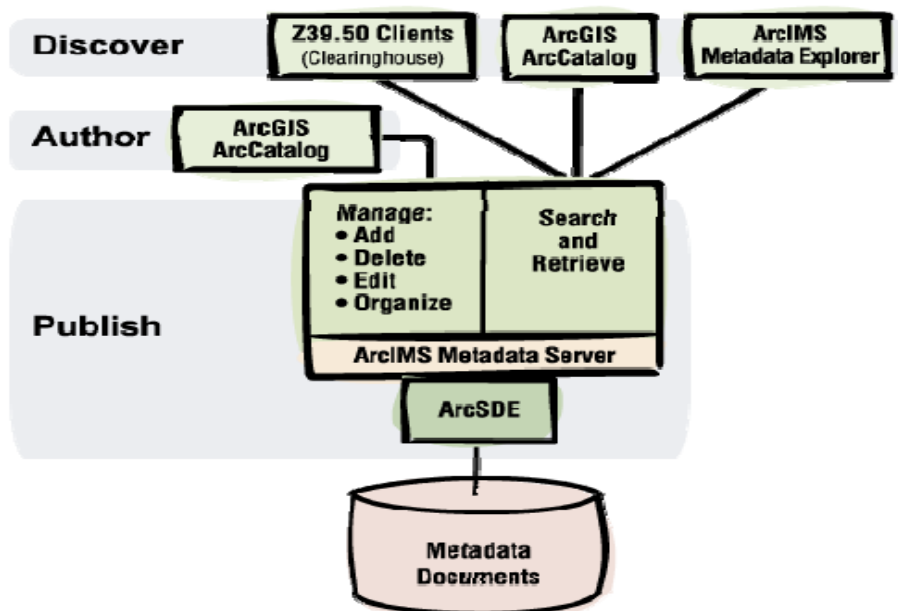 Discover
Z39.50 Clients
(Clearinghouse)
ArcGIS
ArcCatalog
ArcIMS
Metadata Explorer
Author
ArcGIS
ArcCatalog
Manage:
• Add
• Delete
• Edit
• Organize
Search
and
Retrieve
Publish
ArcIMS Metadata Server
ArcSDE
Metadata
Documents